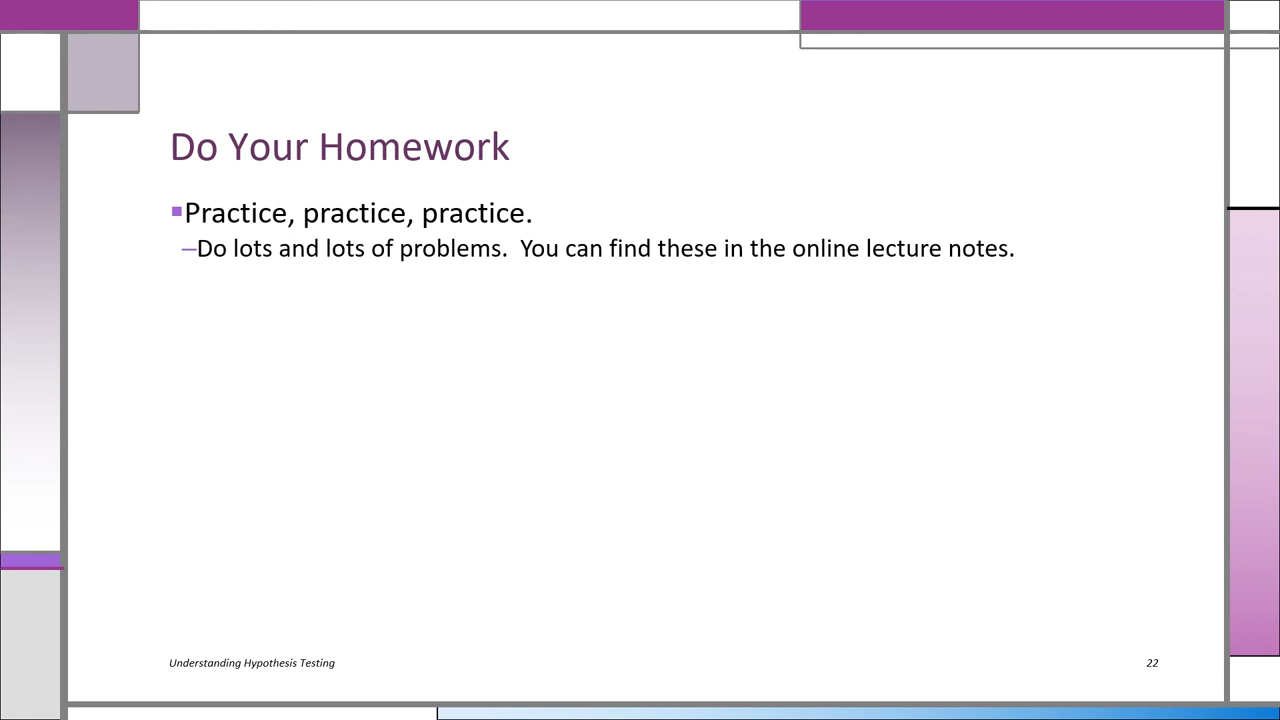 Do Your Homework
▪Practice, practice, practice.
–Do lots and lots of problems.  You can find these in the online lecture notes.
Understanding Hypothesis Testing
22